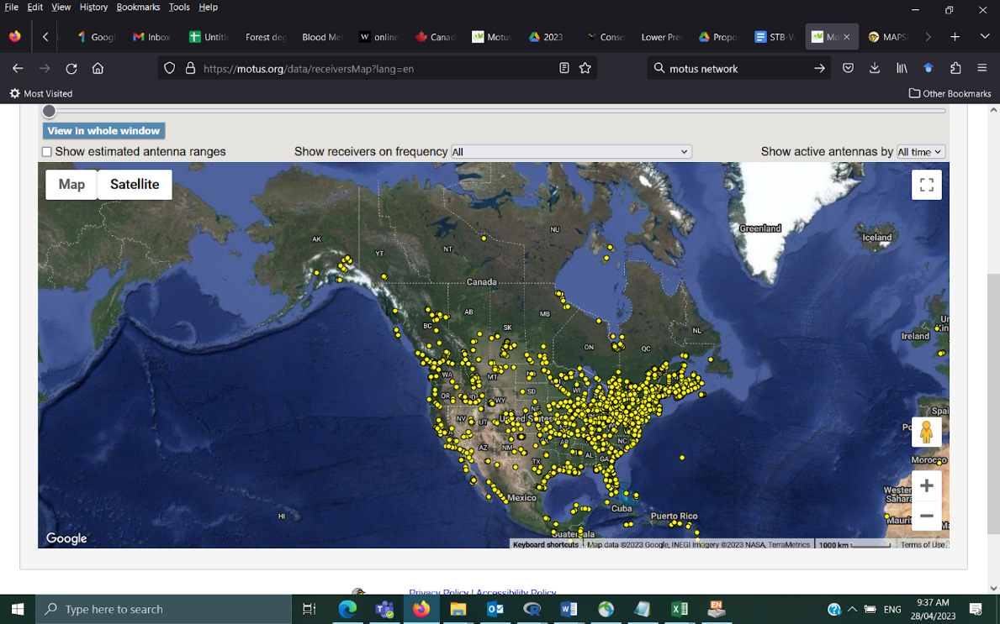 File Edit View History Bookmarks Tools Help
Googl Inbox Untitl Forest deg Blood Me online Canad Motus 2023 Conse Lower Pre Propo STB-W Mo MAPS
https://motus.org/data/receiversMap?lang=en motus network
Most Visited Other Bookmarks
View in whole window
Show estimated antenna ranges Show receivers on frequency All Show active antennas by All time
Map Satellite
Greenland
NU
Iceland
AK
NT
YT
Canada
AB
MB
SK
BC
NL
Ireland
ON
QC
WA
MT
OR
SD
WI
WY
NE
NV
UT
United States
Spai
NC
AZ
NM
AL
GA
TX
Morocco
Wester
Sahara
Mexico
Cuba
HI
Puerto Rico
Mauri
Guatemala
Google
Keyboard shortcuts Map data ©2023 Google, INEGI Imagery ©2023 NASA, TerraMetrics 1000 km Terms of Use
Privacy Policy | Accessibility Policy
Type here to search ENG 9:37 AM
28/04/2023
EN